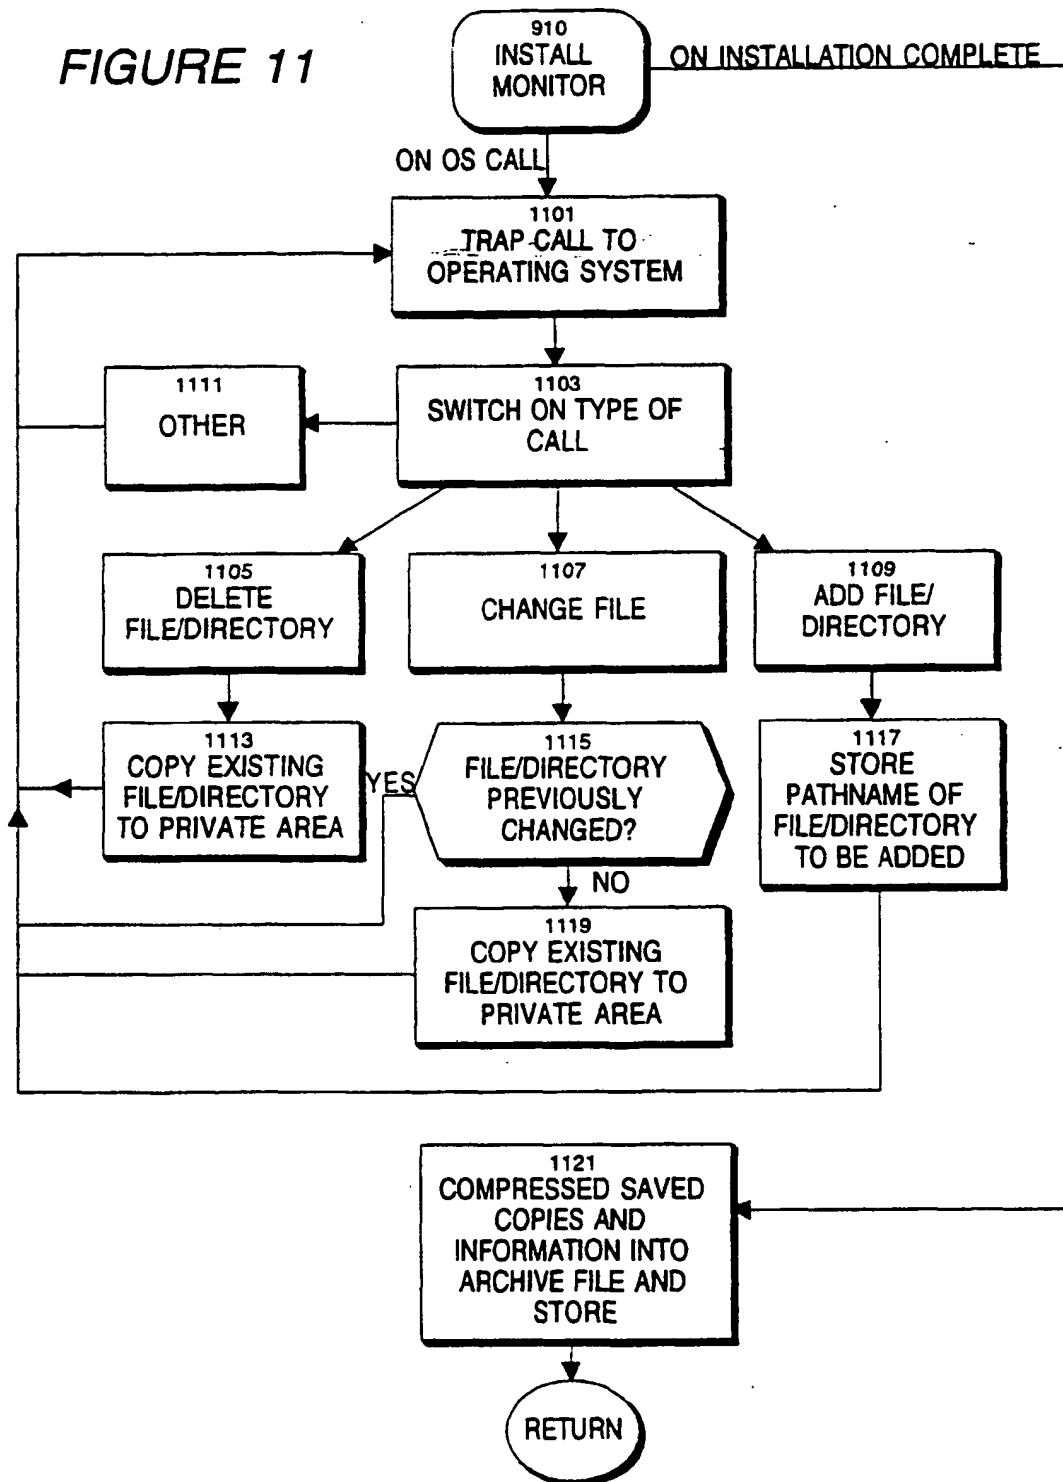 FIGURE 11
910
INSTALL
MONITOR
ON INSTALLATION COMPLETE
ON OS CALL
1101
TRAP CALL TO
OPERATING SYSTEM
1111
OTHER
1103
SWITCH ON TYPE OF
CALL
1105
DELETE
FILE/DIRECTORY
1107
CHANGE FILE
1109
ADD FILE/
DIRECTORY
1113
COPY EXISTING
FILE/DIRECTORY
TO PRIVATE AREA
YES
1115
FILE/DIRECTORY
PREVIOUSLY
CHANGED?
NO
1117
STORE
PATHNAME OF
FILE/DIRECTORY
TO BE ADDED
1119
COPY EXISTING
FILE/DIRECTORY TO
PRIVATE AREA
1121
COMPRESSED SAVED
COPIES AND
INFORMATION INTO
ARCHIVE FILE AND
STORE
RETURN